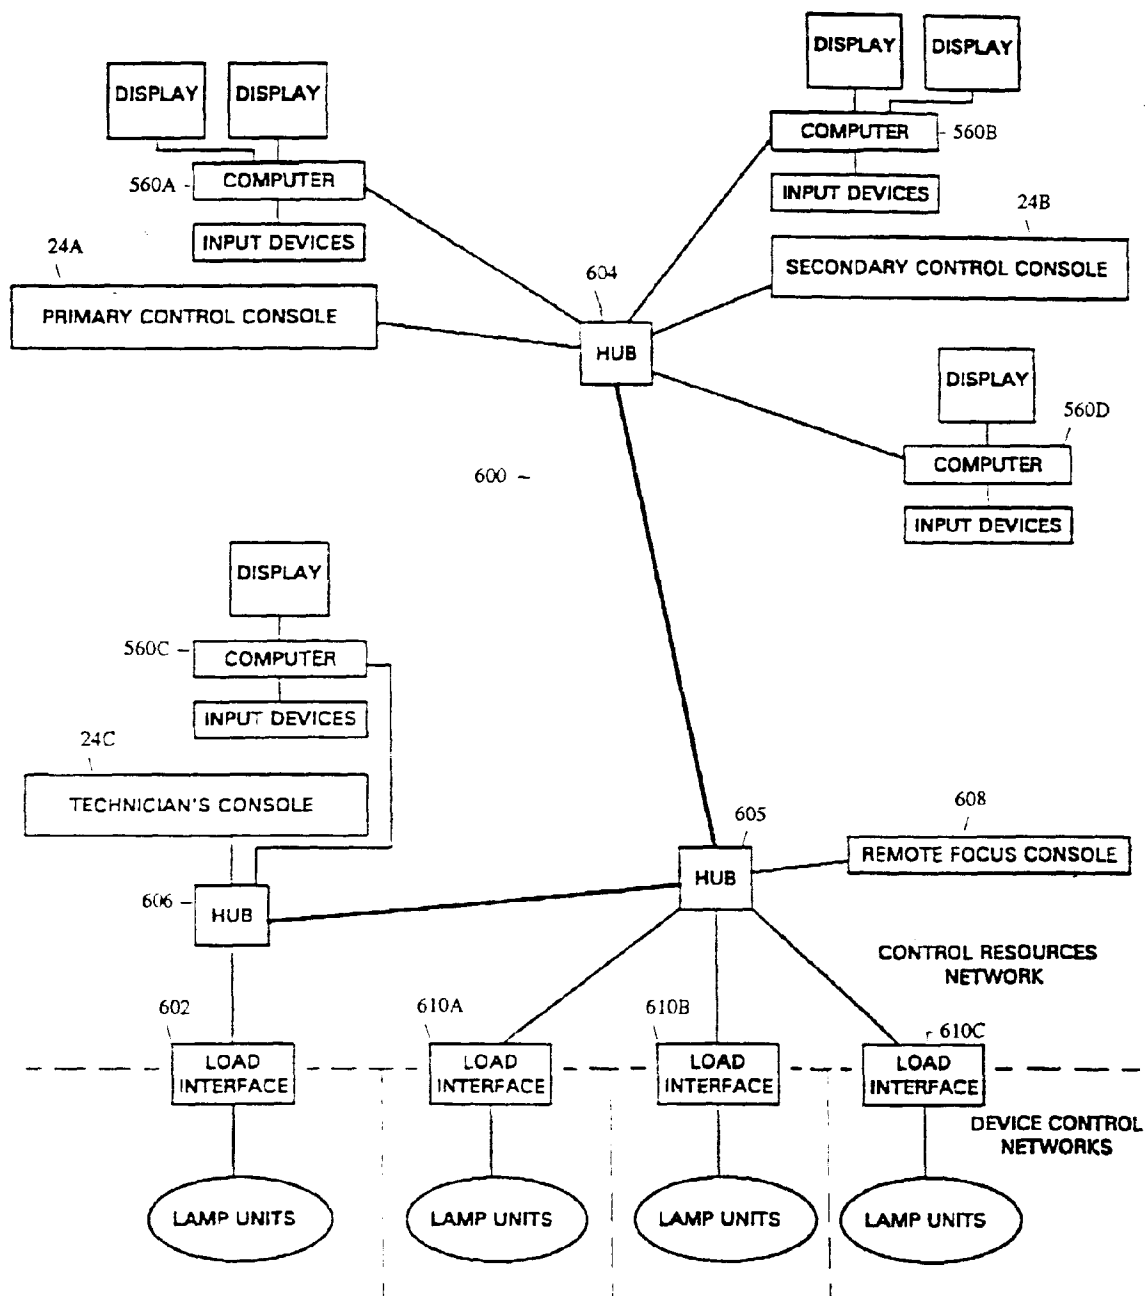 DISPLAY
DISPLAY
DISPLAY
DISPLAY
COMPUTER
560B
COMPUTER
560A
INPUT DEVICES
INPUT DEVICES
24A
24B
PRIMARY CONTROL CONSOLE
SECONDARY CONTROL CONSOLE
604
HUB
DISPLAY
560D
COMPUTER
INPUT DEVICES
600
DISPLAY
560C
COMPUTER
INPUT DEVICES
24C
TECHNICIAN'S CONSOLE
605
608
HUB
REMOTE FOCUS CONSOLE
606
HUB
CONTROL RESOURCES
NETWORK
602
610A
610B
610C
LOAD
INTERFACE
LOAD
INTERFACE
LOAD
INTERFACE
LOAD
INTERFACE
DEVICE CONTROL
NETWORKS
LAMP UNITS
LAMP UNITS
LAMP UNITS
LAMP UNITS